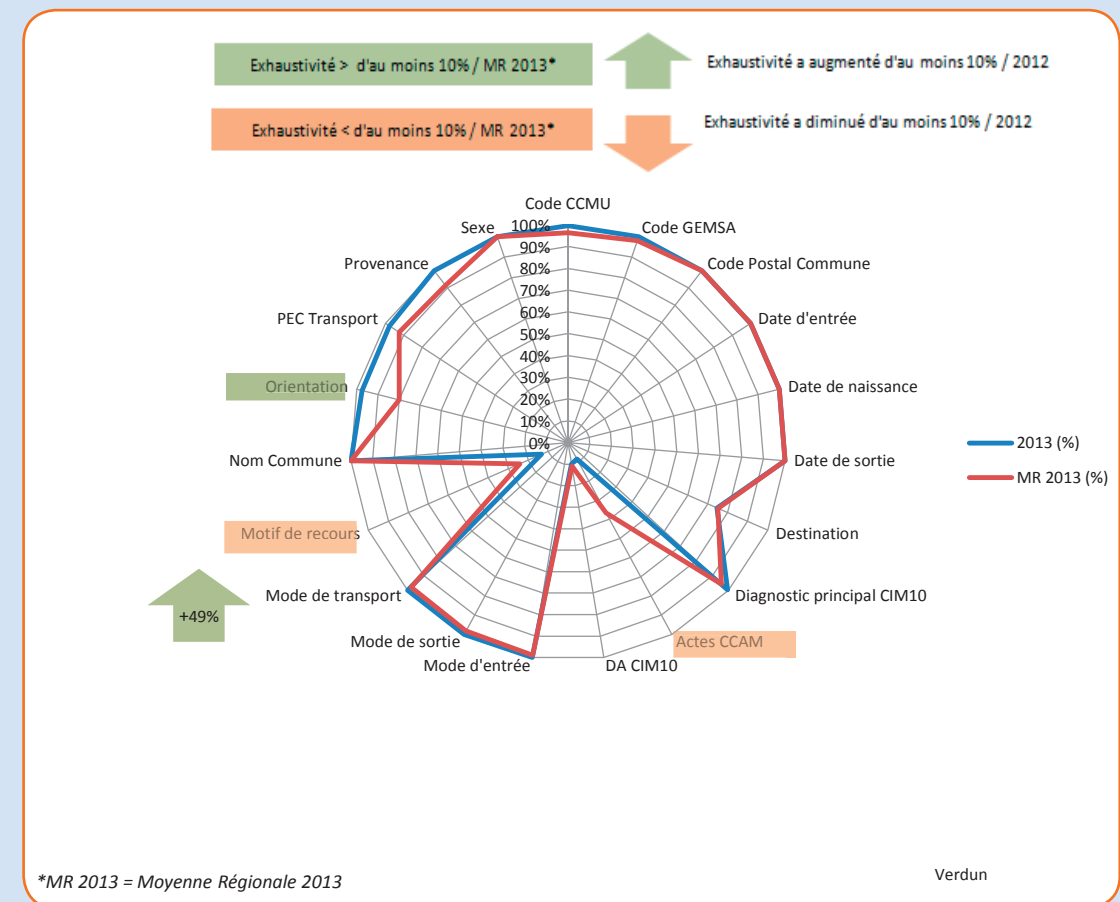 Exhaustivité > d'au moins 10% / MR 2013*
Exhaustivité a augmenté d'au moins 10% / 2012
Exhaustivité < d'au moins 10% / MR 2013*
Exhaustivité a diminué d'au moins 10% / 2012
Code CCMU
Code GEMSA
Code Postal Commune
Date d'entrée
Date de naissance
Date de sortie
Destination
Diagnostic principal CIM10
Actes CCAM
DA CIM10
Mode d'entrée
Mode de sortie
Mode de transport
Motif de recours
Nom Commune
Orientation
PEC Transport
Provenance
Sexe
100%
90%
80%
70%
60%
50%
40%
30%
20%
10%
0%
+49%
2013 (%)
MR 2013 (%)
*MR 2013 = Moyenne Régionale 2013
Verdun